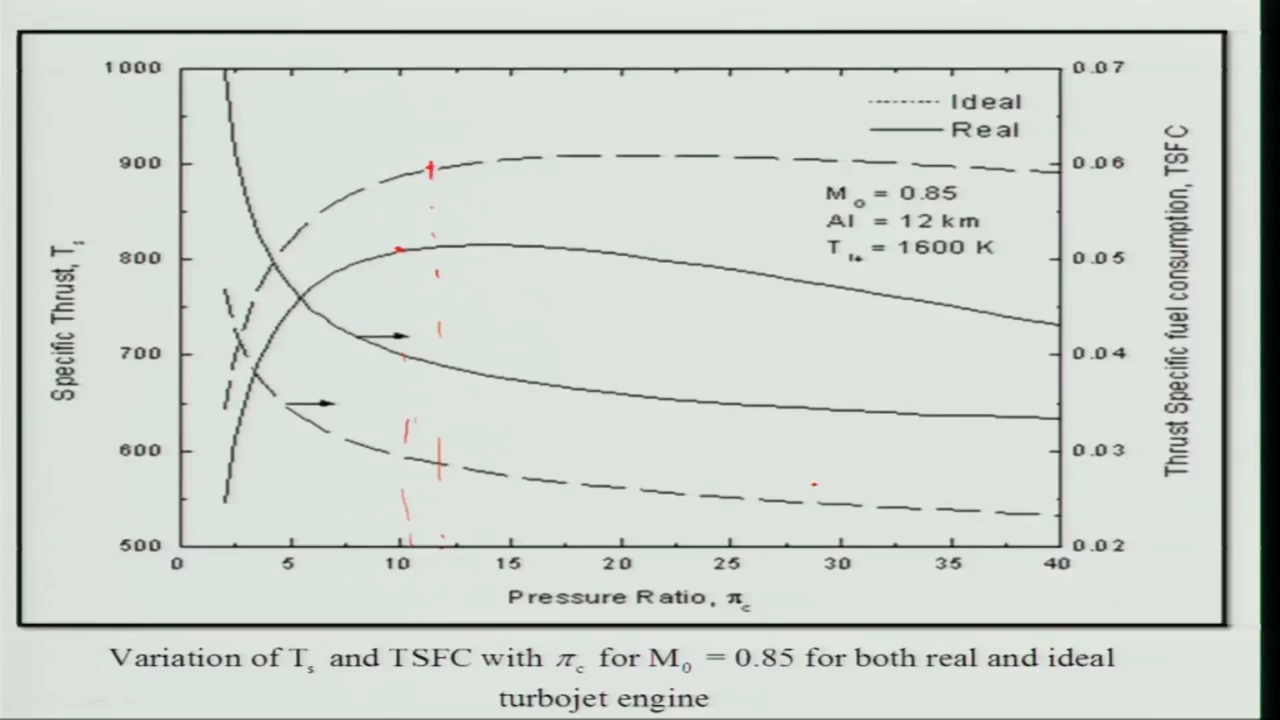 1000
900
800
700
600
500
Specific Thrust, Ts
0.07
0.06
0.05
0.04
0.03
0.02
Thrust Specific fuel consumption, TSFC
Ideal
Real
Mo = 0.85
Al = 12 km
= 1600 K
0 5 10 15 20 25 30 35 40
Pressure Ratio, πc
Variation of Ts and TSFC with πc for M0 = 0.85 for both real and ideal
turbojet engine